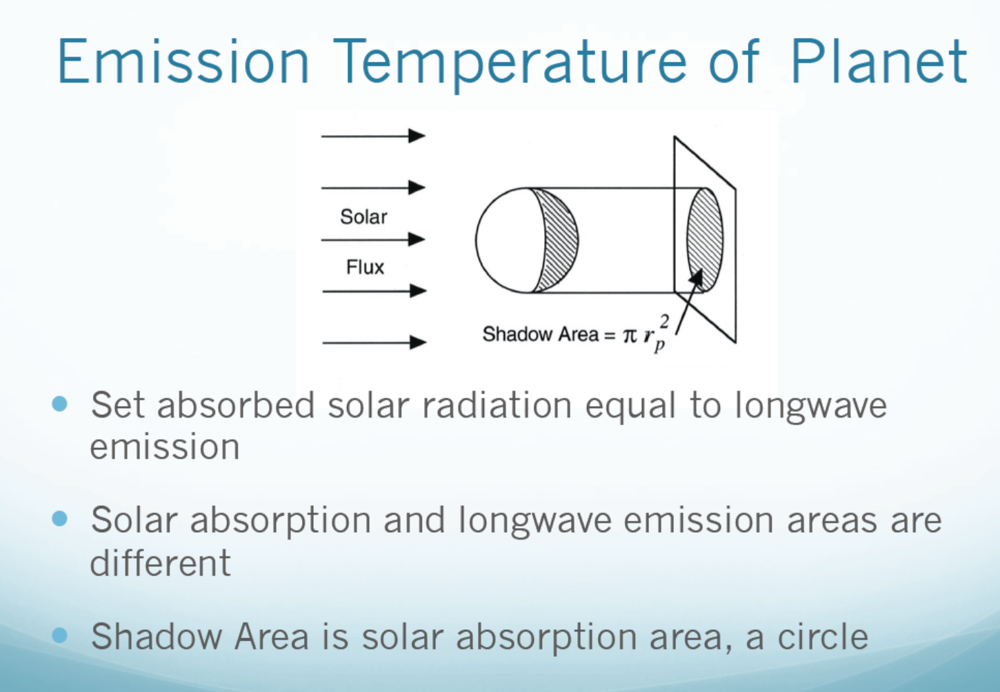 Emission Temperature of Planet
Solar
Flux
Shadow Area = π r_p^2
• Set absorbed solar radiation equal to longwave
emission
• Solar absorption and longwave emission areas are
different
• Shadow Area is solar absorption area, a circle